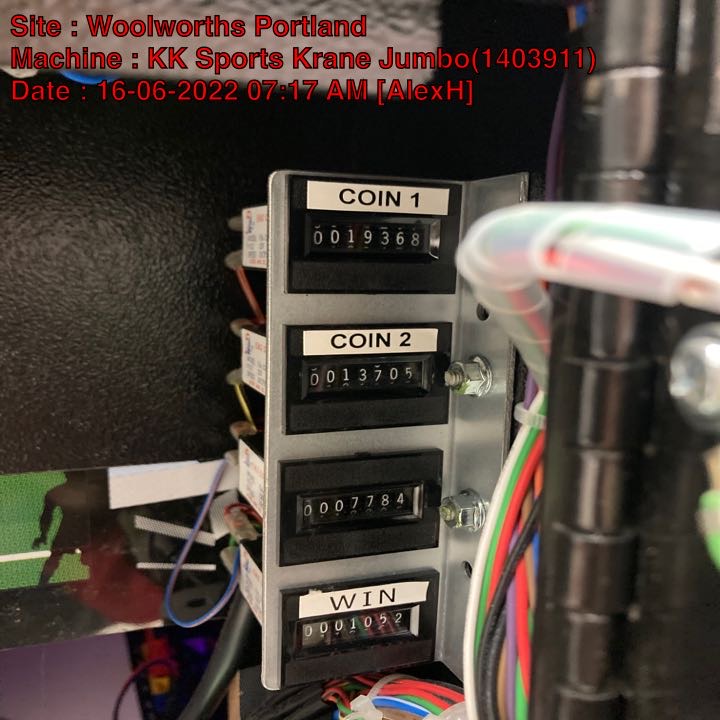 Site : Woolworths Portland
Machine : KK Sports Krane Jumbo(1403911)
Date : 16-06-2022 07:17 AM [AlexH]
COIN 1
0019368
COIN 2
0013705
0007784
WIN
0001052